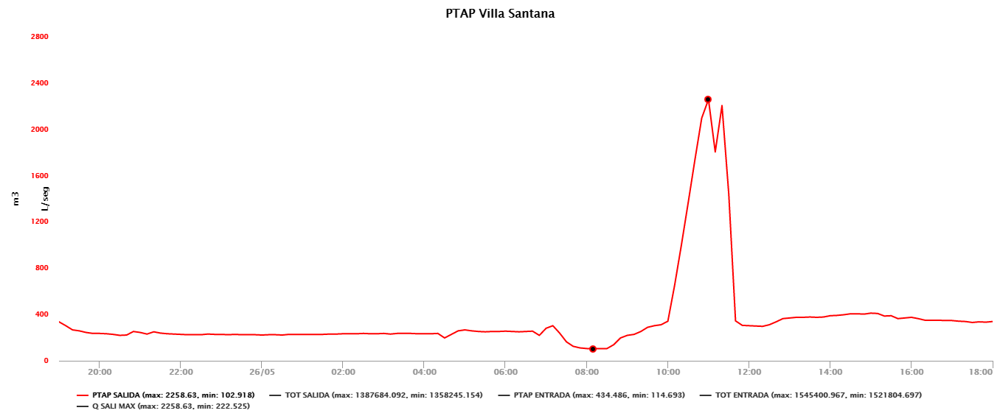 PTAP Villa Santana
2800
2400
2000
1600
1200
800
400
0
m3
L/seg
20:00 22:00 26/05 02:00 04:00 06:00 08:00 10:00 12:00 14:00 16:00 18:00
PTAP SALIDA (max: 2258.63, min: 102.918) TOT SALIDA (max: 1387684.092, min: 1358245.154) PTAP ENTRADA (max: 434.486, min: 114.693) TOT ENTRADA (max: 1545400.967, min: 1521804.697)
Q SALI MAX (max: 2258.63, min: 222.525)